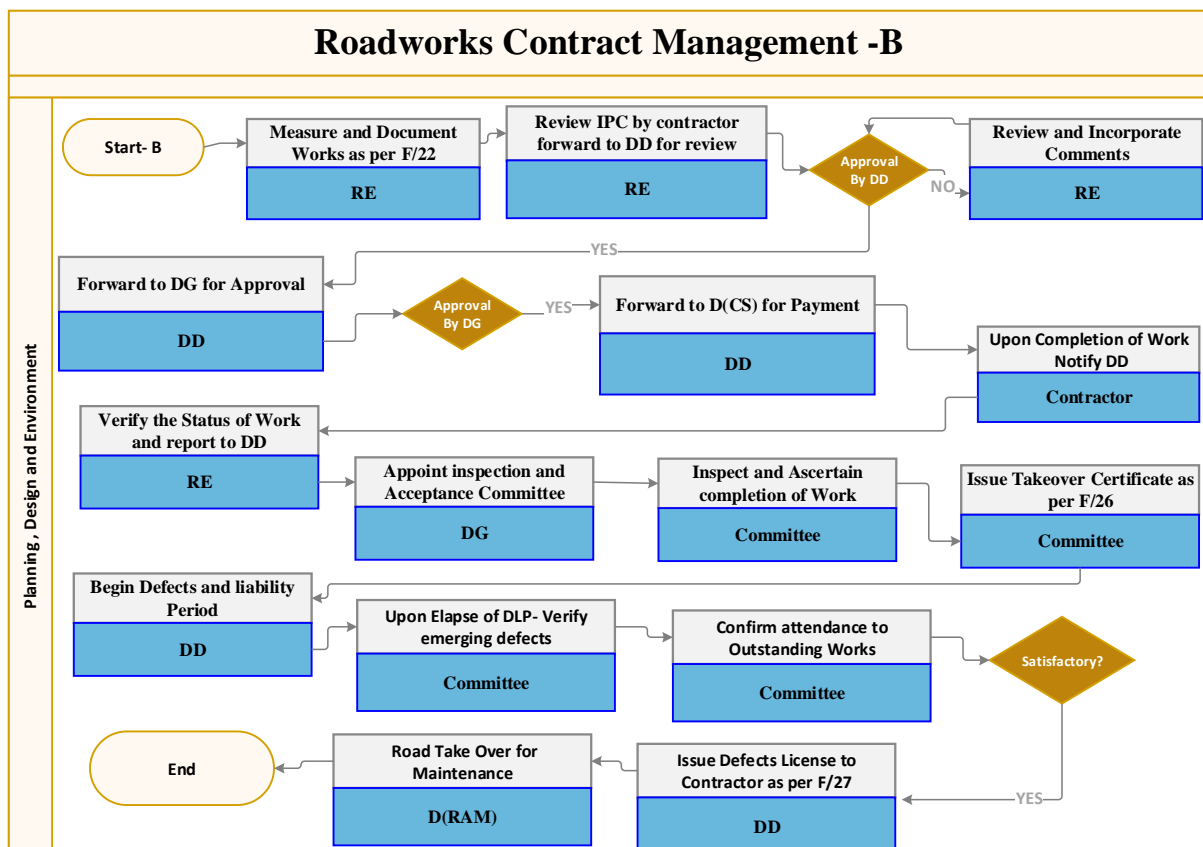 Roadworks Contract Management -B
Planning , Design and Environment
Start- B
Measure and Document
Works as per F/22
RE
Review IPC by contractor
forward to DD for review
RE
Approval
By DD
NO
Review and Incorporate
Comments
RE
YES
Forward to DG for Approval
DD
Approval
By DG
YES
Forward to D(CS) for Payment
DD
Upon Completion of Work
Notify DD
Contractor
Verify the Status of Work
and report to DD
RE
Appoint inspection and
Acceptance Committee
DG
Inspect and Ascertain
completion of Work
Committee
Issue Takeover Certificate as
per F/26
Committee
Begin Defects and liability
Period
DD
Upon Elapse of DLP- Verify
emerging defects
Committee
Confirm attendance to
Outstanding Works
Committee
Satisfactory?
YES
Issue Defects License to
Contractor as per F/27
DD
Road Take Over for
Maintenance
D(RAM)
End